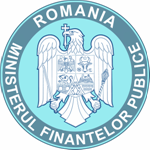 ROMANIA
MINISTERUL FINANTELOR PUBLICE